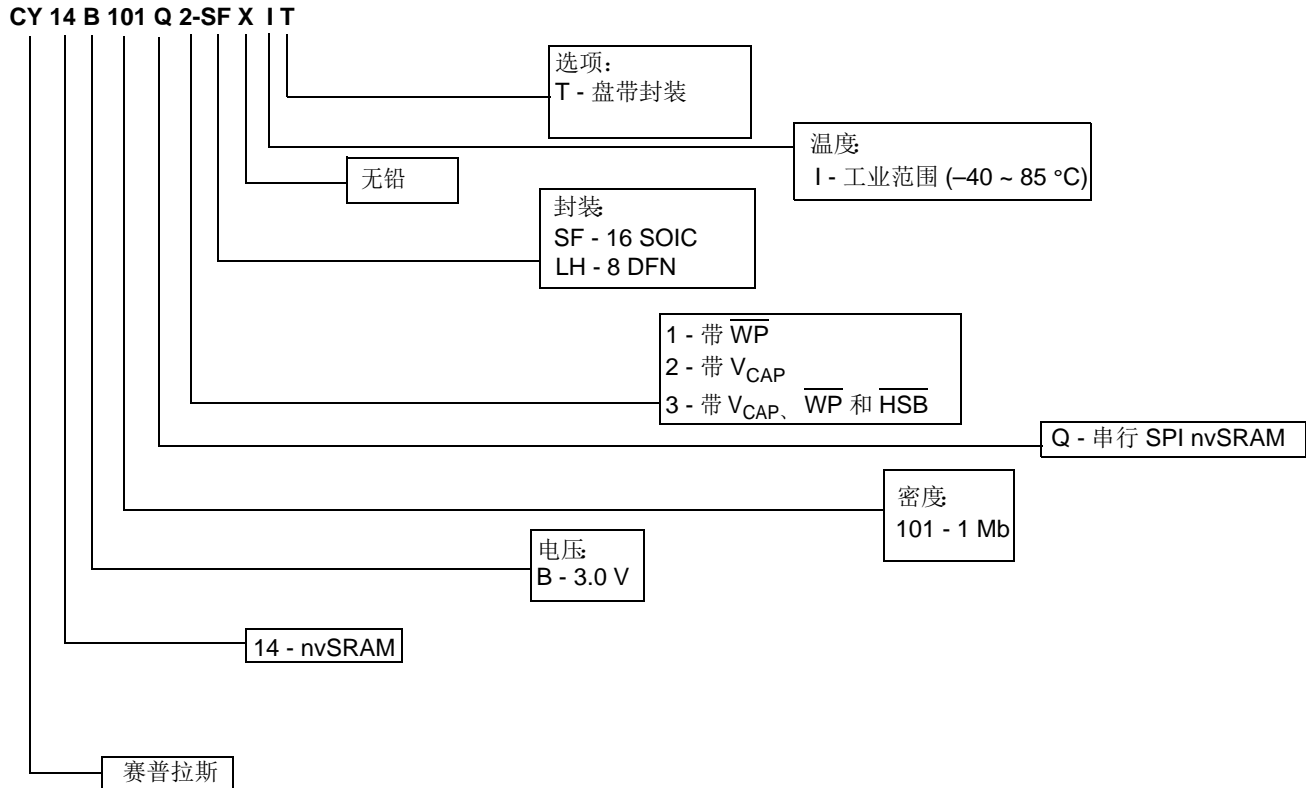 CY 14 B 101 Q 2-SF X I T
选项:
T - 盘带封装
温度:
I - 工业范围 (–40 ~ 85 °C)
无铅
封装:
SF - 16 SOIC
LH - 8 DFN
1 - 带 W̅P̅
2 - 带 VCAP
3 - 带 VCAP、 W̅P̅ 和 H̅S̅B̅
Q - 串行 SPI nvSRAM
密度:
101 - 1 Mb
电压:
B - 3.0 V
14 - nvSRAM
赛普拉斯